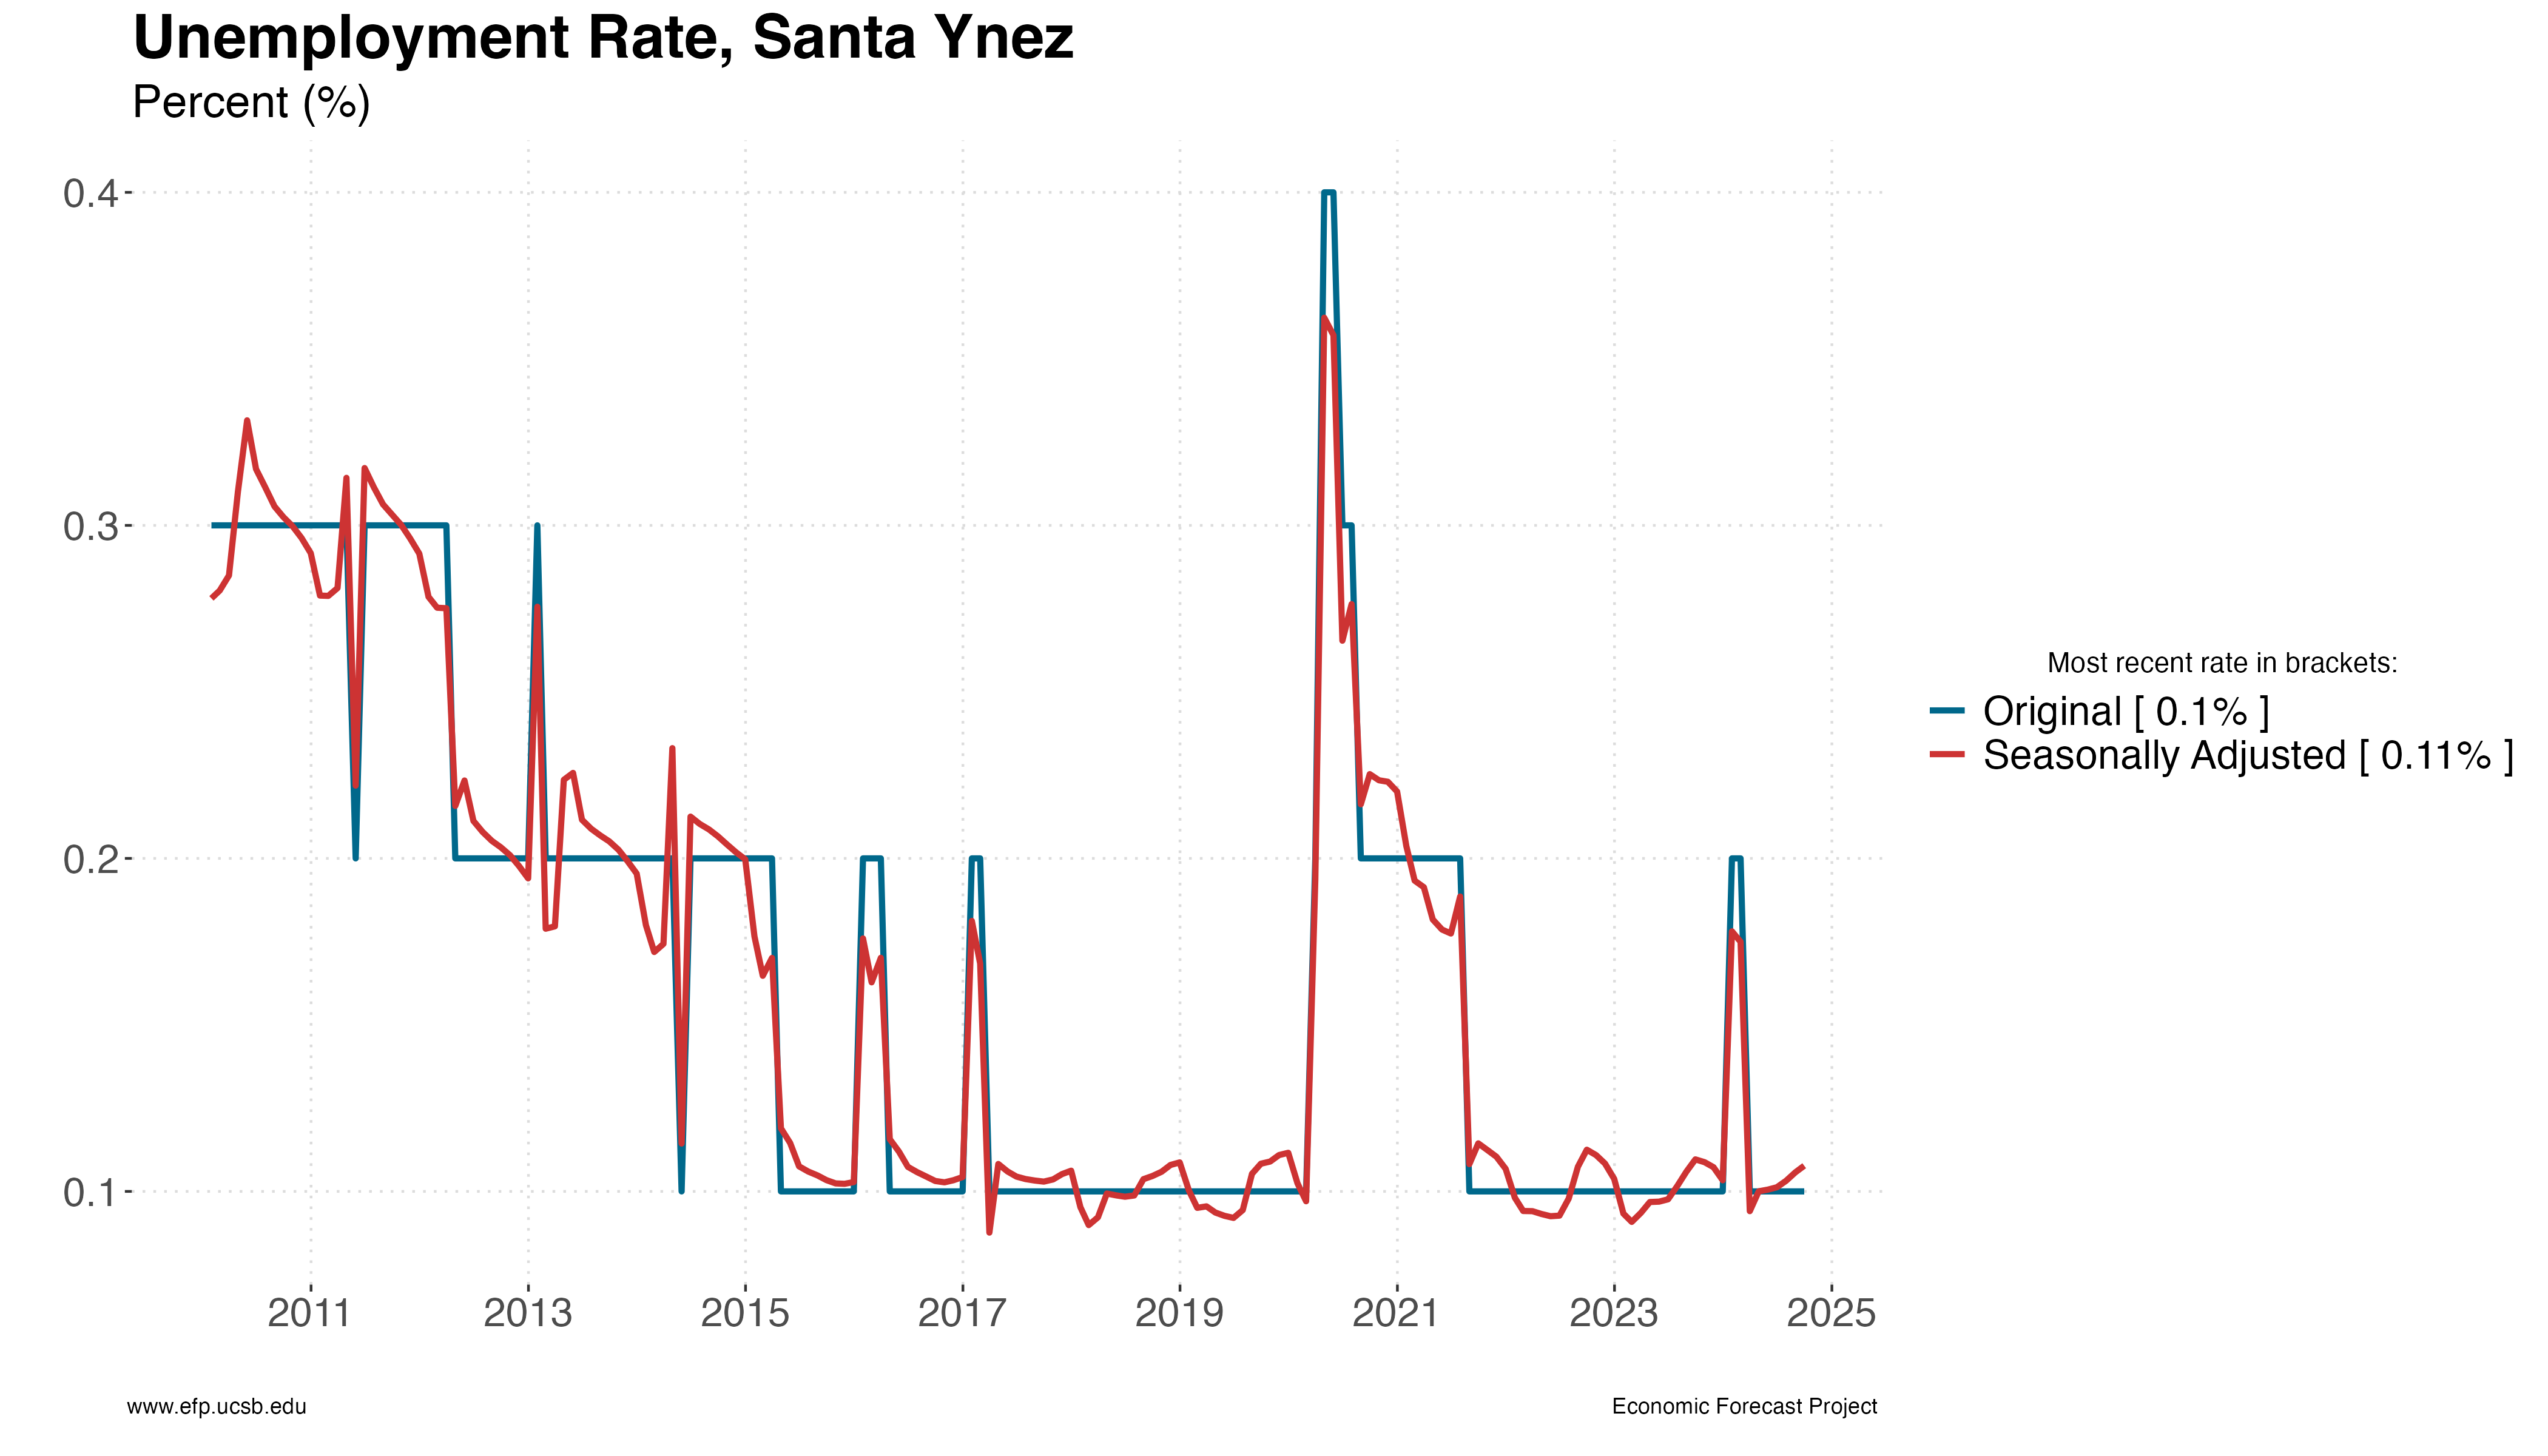 Unemployment Rate, Santa Ynez
Percent (%)
0.4
0.3
0.2
0.1
2011 2013 2015 2017 2019 2021 2023 2025
Most recent rate in brackets:
Original [ 0.1% ]
Seasonally Adjusted [ 0.11% ]
www.efp.ucsb.edu
Economic Forecast Project